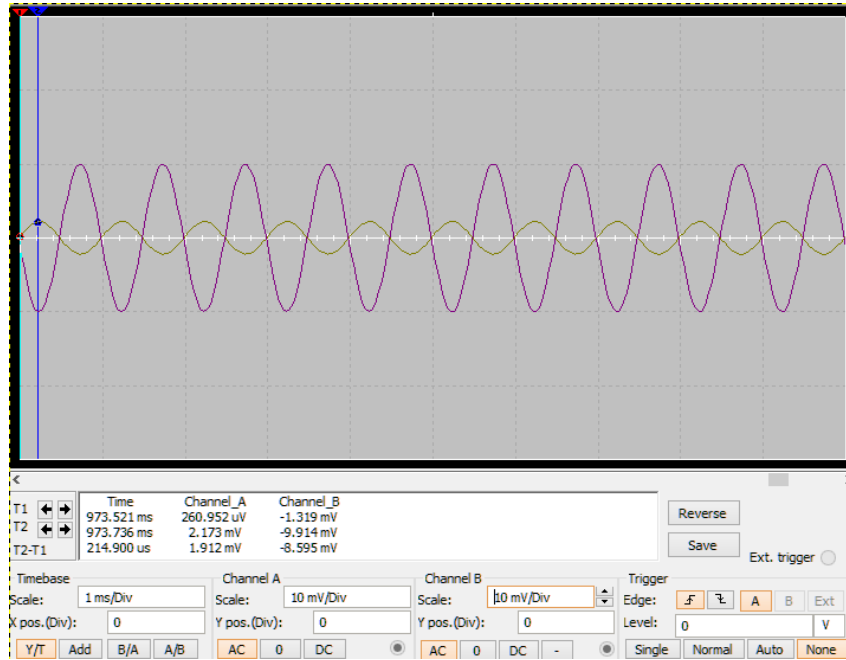 1 2
<
T1
T2
T2-T1
Time Channel_A Channel_B
973.521 ms 260.952 uV -1.319 mV
973.736 ms 2.173 mV -9.914 mV
214.900 us 1.912 mV -8.595 mV
Reverse
Save
Ext. trigger
Timebase
Scale: 1 ms/Div
X pos.(Div): 0
Y/T Add B/A A/B
Channel A
Scale: 10 mV/Div
Y pos.(Div): 0
AC 0 DC
Channel B
Scale: 10 mV/Div
Y pos.(Div): 0
AC 0 DC -
Trigger
Edge: A B Ext
Level: 0 V
Single Normal Auto None